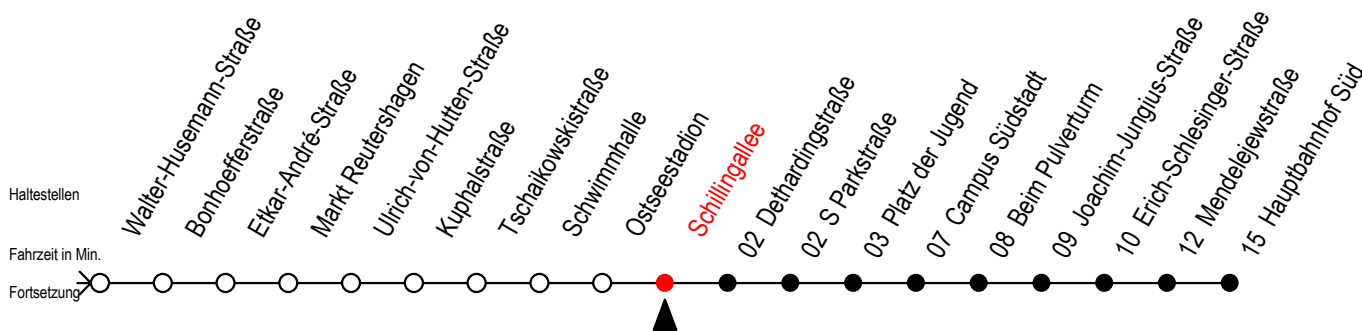 Haltestellen
Walter-Husemann-Straße
Bonhoefferstraße
Etkar-André-Straße
Markt Reutershagen
Ulrich-von-Hutten-Straße
Kuphalstraße
Tschaikowskistraße
Schwimmhalle
Ostseestadion
Schillingallee
02 Dethardingstraße
02 S Parkstraße
03 Platz der Jugend
07 Campus Südstadt
08 Beim Pulverturm
09 Joachim-Jungius-Straße
10 Erich-Schlesinger-Straße
12 Mendelejewstraße
15 Hauptbahnhof Süd
Fahrzeit in Min.
Fortsetzung